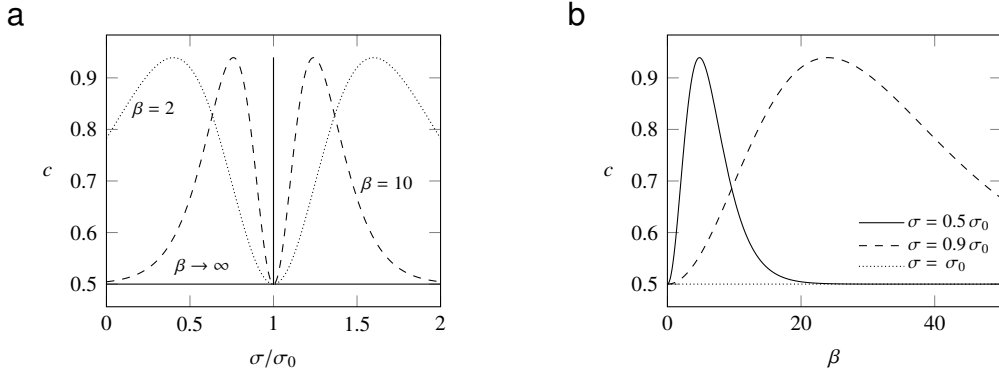 a
c
0.9
0.8
0.7
0.6
0.5
β = 2
β = 10
β → ∞
0 0.5 1 1.5 2
σ/σ₀
b
c
0.9
0.8
0.7
0.6
0.5
σ = 0.5 σ₀
σ = 0.9 σ₀
σ = σ₀
0 20 40
β